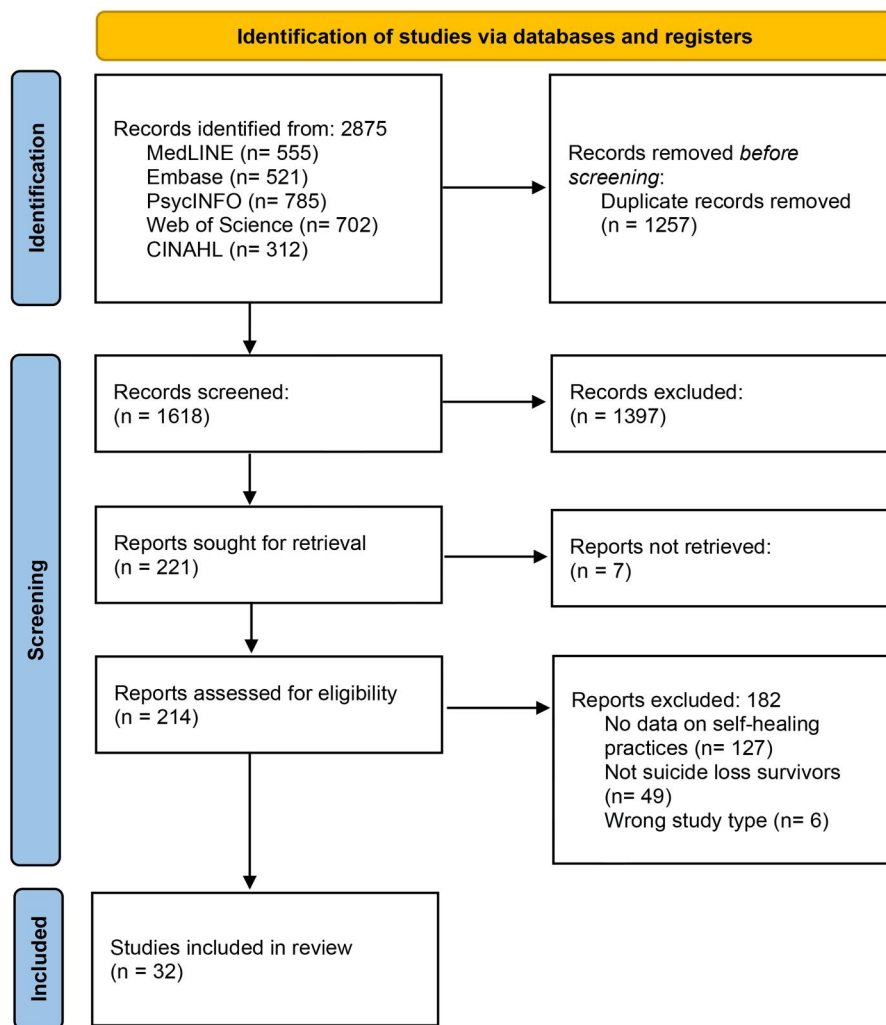 Identification of studies via databases and registers
Identification
Records identified from: 2875
MedLINE (n= 555)
Embase (n= 521)
PsycINFO (n= 785)
Web of Science (n= 702)
CINAHL (n= 312)
Records removed before
screening:
Duplicate records removed
(n = 1257)
Screening
Records screened:
(n = 1618)
Records excluded:
(n = 1397)
Reports sought for retrieval
(n = 221)
Reports not retrieved:
(n = 7)
Reports assessed for eligibility
(n = 214)
Reports excluded: 182
No data on self-healing
practices (n= 127)
Not suicide loss survivors
(n= 49)
Wrong study type (n= 6)
Included
Studies included in review
(n = 32)